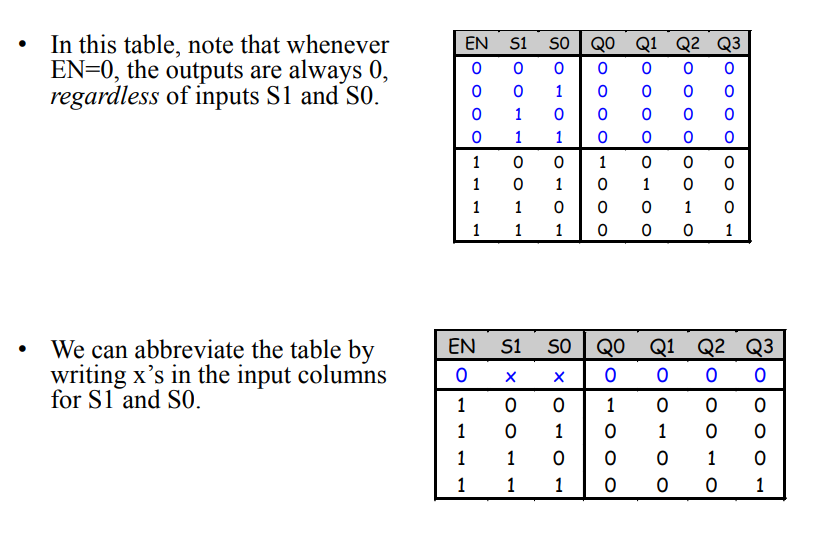 • In this table, note that whenever
EN=0, the outputs are always 0,
regardless of inputs S1 and S0.
EN S1 S0 Q0 Q1 Q2 Q3
0 0 0 0 0 0 0
0 0 1 0 0 0 0
0 1 0 0 0 0 0
0 1 1 0 0 0 0
1 0 0 1 0 0 0
1 0 1 0 1 0 0
1 1 0 0 0 1 0
1 1 1 0 0 0 1
• We can abbreviate the table by
writing x’s in the input columns
for S1 and S0.
EN S1 S0 Q0 Q1 Q2 Q3
0 x x 0 0 0 0
1 0 0 1 0 0 0
1 0 1 0 1 0 0
1 1 0 0 0 1 0
1 1 1 0 0 0 1